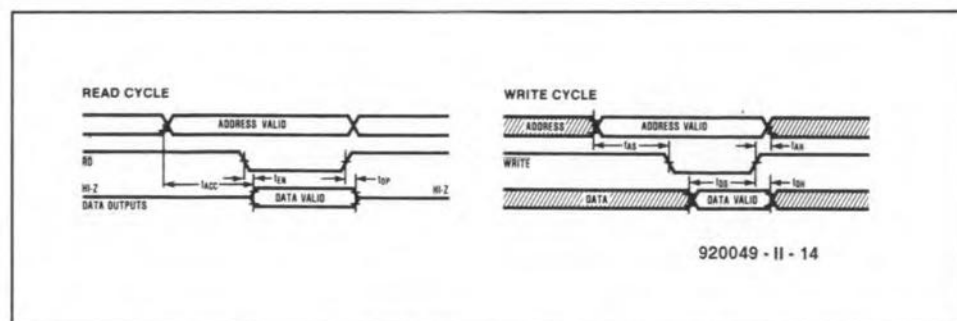 READ CYCLE
ADDRESS VALID
RD
tACC
tEN
tDP
HI-Z
DATA OUTPUTS
DATA VALID
HI-Z
WRITE CYCLE
ADDRESS
ADDRESS VALID
tAS
tAH
WRITE
tDS
tDH
DATA
DATA VALID
920049 - II - 14